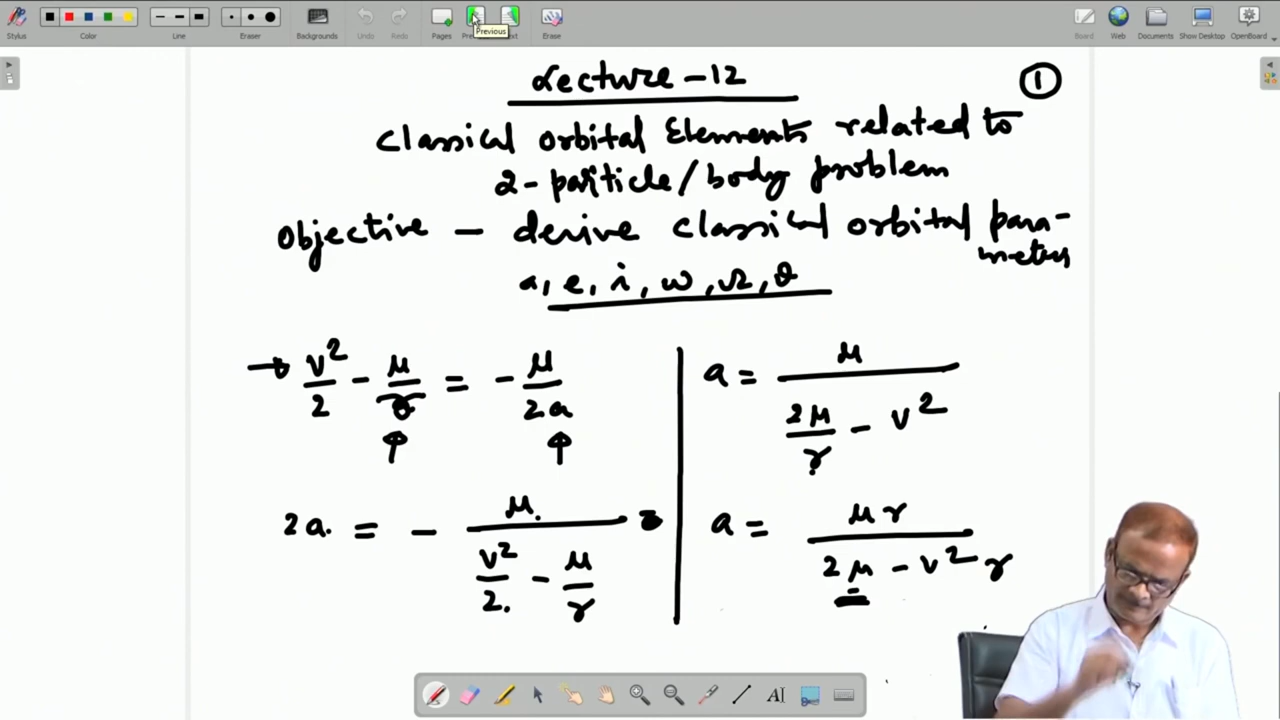 Stylus
Color
Line
Eraser
Backgrounds
Undo
Redo
Pages
Previous
Erase
Board
Web
Documents
Show Desktop
OpenBoard
Lecture-12
①
Classical orbital Elements related to
2-particle/body problem
Objective - derive classical orbital para-
meters
a, e, i, ω, Ω, θ
→ v²/2 - μ/r = - μ/2a
↑ ↑
2a = - μ/(v²/2 - μ/r) =
a = μ/(2μ/r - v²)
a = μr/(2μ - v²r)
AI